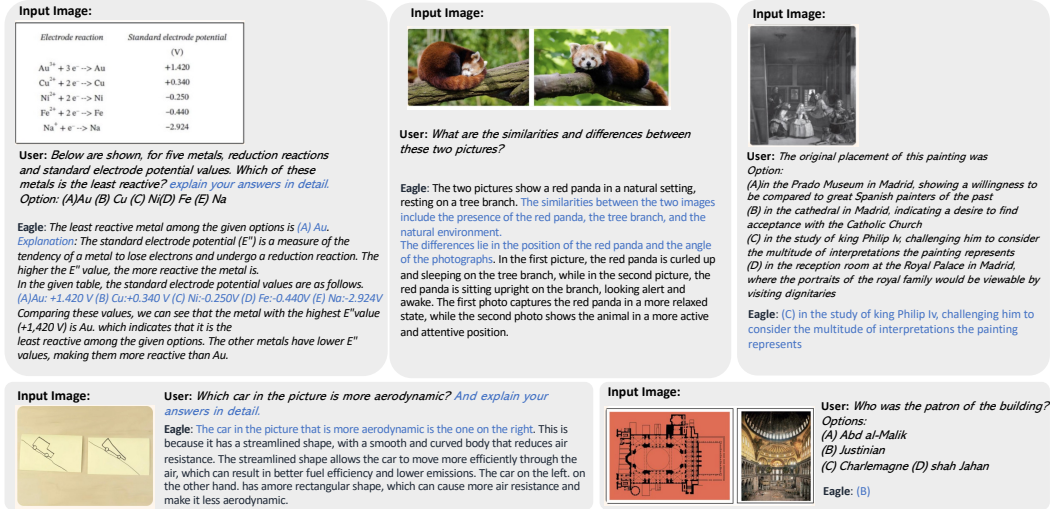 Input Image:
Electrode reaction Standard electrode potential
(V)
Au³⁺ + 3 e⁻ --> Au +1.420
Cu²⁺ + 2 e⁻ --> Cu +0.340
Ni²⁺ + 2 e⁻ --> Ni –0.250
Fe²⁺ + 2 e⁻ --> Fe –0.440
Na⁺ + e⁻ --> Na –2.924
User: Below are shown, for five metals, reduction reactions
and standard electrode potential values. Which of these
metals is the least reactive? explain your answers in detail.
Option: (A)Au (B) Cu (C) Ni(D) Fe (E) Na
Eagle: The least reactive metal among the given options is (A) Au.
Explanation: The standard electrode potential (E") is a measure of the
tendency of a metal to lose electrons and undergo a reduction reaction. The
higher the E" value, the more reactive the metal is.
In the given table, the standard electrode potential values are as follows.
(A)Au: +1.420 V (B) Cu:+0.340 V (C) Ni:-0.250V (D) Fe:-0.440V (E) Na:-2.924V
Comparing these values, we can see that the metal with the highest E"value
(+1,420 V) is Au. which indicates that it is the
least reactive among the given options. The other metals have lower E"
values, making them more reactive than Au.
Input Image:
User: What are the similarities and differences between
these two pictures?
Eagle: The two pictures show a red panda in a natural setting,
resting on a tree branch. The similarities between the two images
include the presence of the red panda, the tree branch, and the
natural environment.
The differences lie in the position of the red panda and the angle
of the photographs. In the first picture, the red panda is curled up
and sleeping on the tree branch, while in the second picture, the
red panda is sitting upright on the branch, looking alert and
awake. The first photo captures the red panda in a more relaxed
state, while the second photo shows the animal in a more active
and attentive position.
Input Image:
User: The original placement of this painting was
Option:
(A)in the Prado Museum in Madrid, showing a willingness to
be compared to great Spanish painters of the past
(B) in the cathedral in Madrid, indicating a desire to find
acceptance with the Catholic Church
(C) in the study of king Philip Iv, challenging him to consider
the multitude of interpretations the painting represents
(D) in the reception room at the Royal Palace in Madrid,
where the portraits of the royal family would be viewable by
visiting dignitaries
Eagle: (C) in the study of king Philip Iv, challenging him to
consider the multitude of interpretations the painting
represents
Input Image:
User: Which car in the picture is more aerodynamic? And explain your
answers in detail.
Eagle: The car in the picture that is more aerodynamic is the one on the right. This is
because it has a streamlined shape, with a smooth and curved body that reduces air
resistance. The streamlined shape allows the car to move more efficiently through the
air, which can result in better fuel efficiency and lower emissions. The car on the left. on
the other hand. has amore rectangular shape, which can cause more air resistance and
make it less aerodynamic.
Input Image:
User: Who was the patron of the building?
Options:
(A) Abd al-Malik
(B) Justinian
(C) Charlemagne (D) shah Jahan
Eagle: (B)